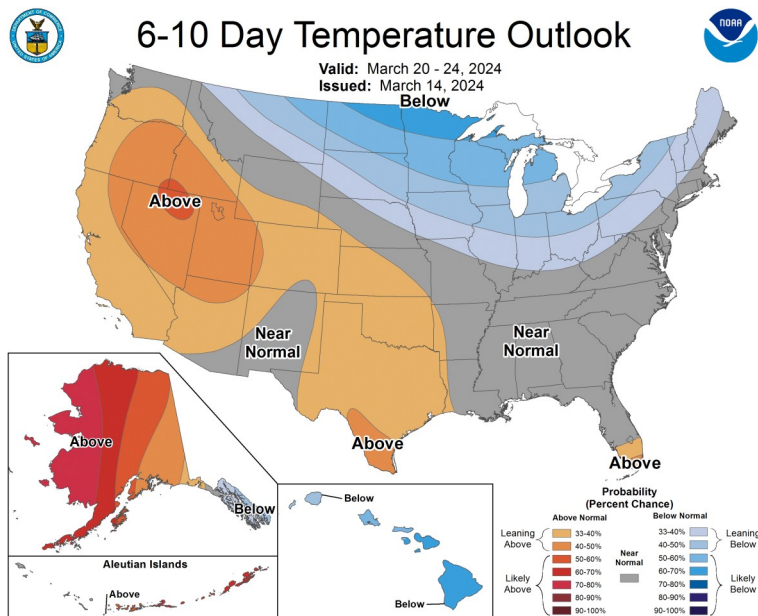 6-10 Day Temperature Outlook
Valid: March 20 - 24, 2024
Issued: March 14, 2024
NOAA
Below
Above
Near
Normal
Near
Normal
Above
Above
Above
Below
Aleutian Islands
Above
Below
Below
Probability
(Percent Chance)
Above Normal
Below Normal
Leaning
Above
Likely
Above
33-40%
40-50%
50-60%
60-70%
70-80%
80-90%
90-100%
Near
Normal
33-40%
40-50%
50-60%
60-70%
70-80%
80-90%
90-100%
Leaning
Below
Likely
Below